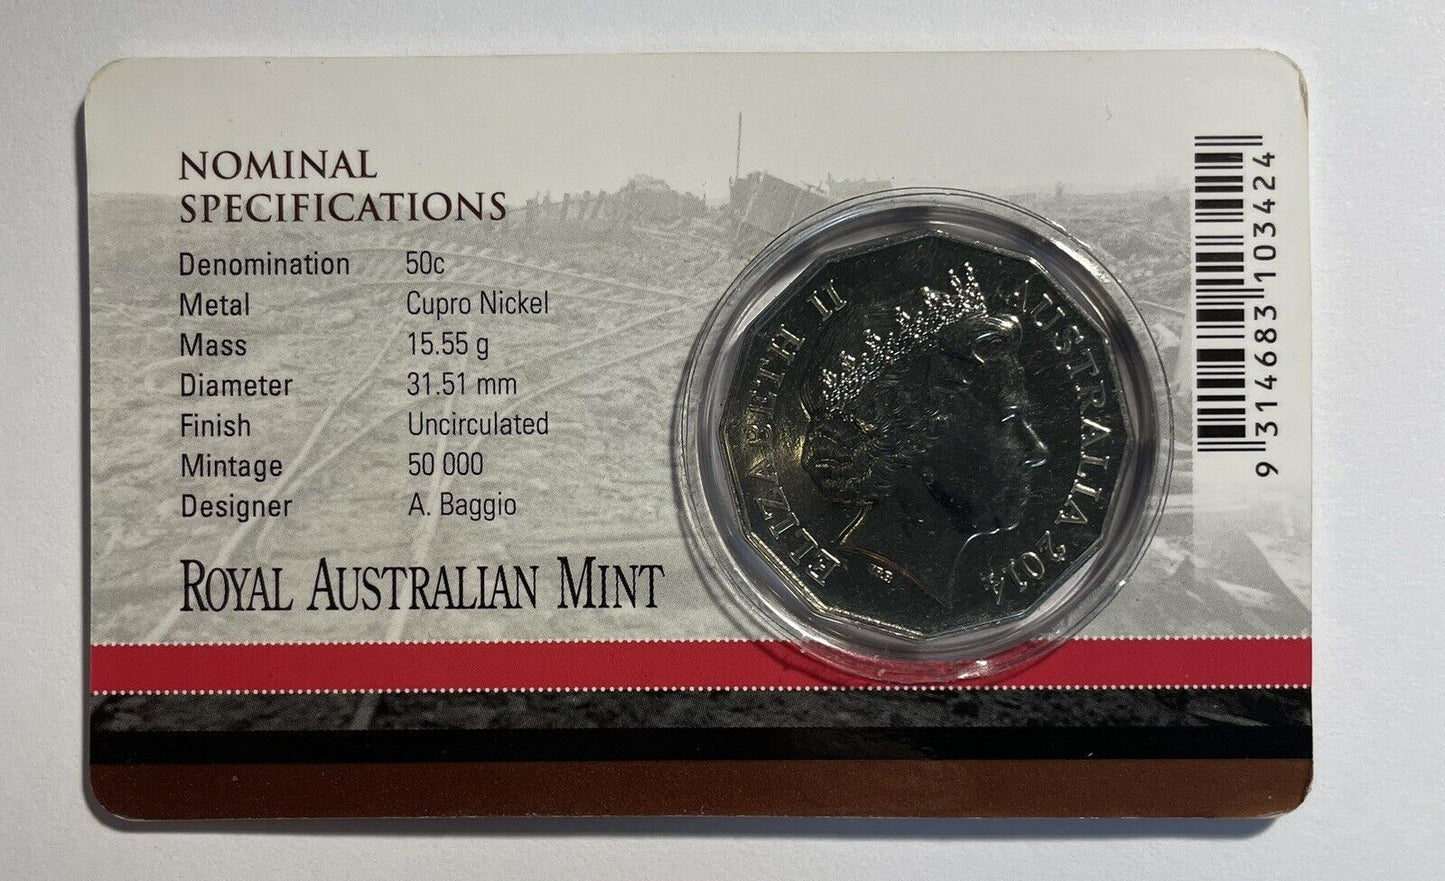 NOMINAL
SPECIFICATIONS
Denomination 50c
Metal Cupro Nickel
Mass 15.55 g
Diameter 31.51 mm
Finish Uncirculated
Mintage 50 000
Designer A. Baggio
ROYAL AUSTRALIAN MINT
ELIZABETH II AUSTRALIA 2014
IRB
9 314683 103424